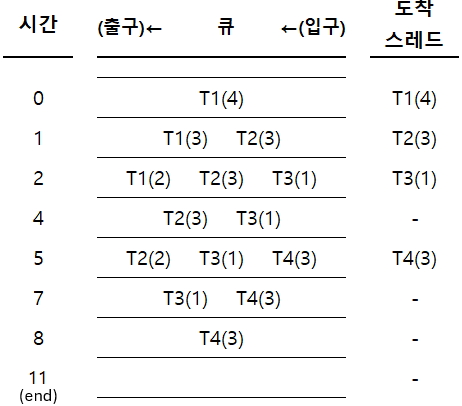 시간 (출구)← 큐 ←(입구) 도착 스레드
0 T1(4) T1(4)
1 T1(3) T2(3) T2(3)
2 T1(2) T2(3) T3(1) T3(1)
4 T2(3) T3(1) -
5 T2(2) T3(1) T4(3) T4(3)
7 T3(1) T4(3) -
8 T4(3) -
11 -
(end)